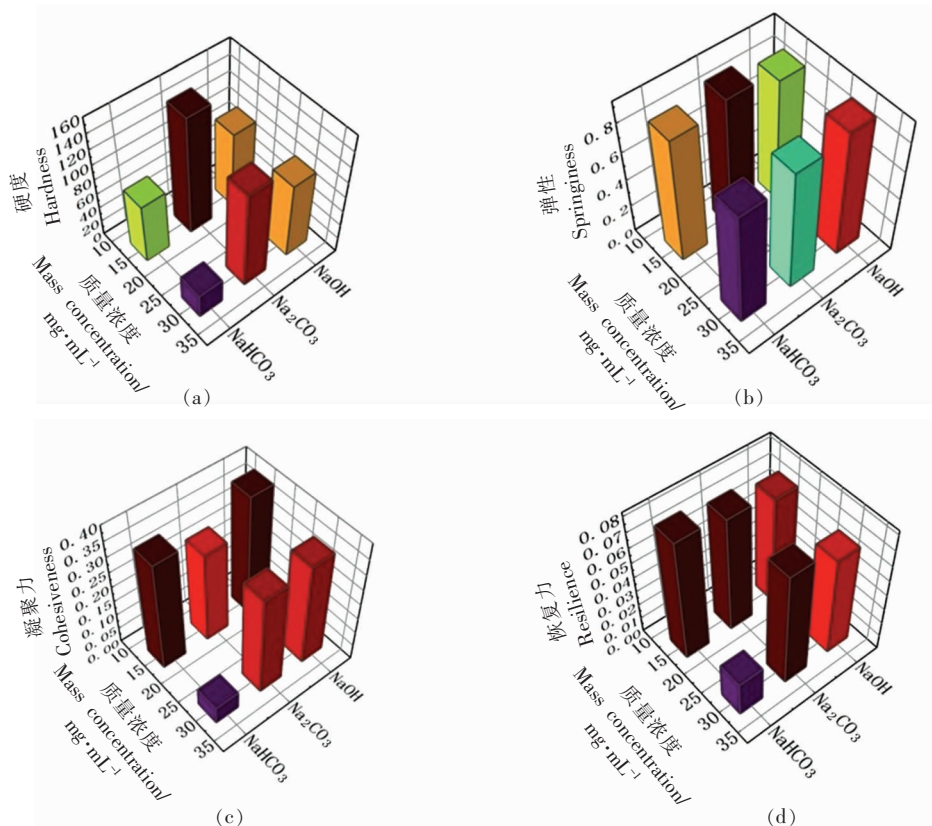 160
140
120
100
80
60
40
20
0
硬度
Hardness
10
15
20
25
30
35
质量浓度
Mass concentration/
mg·mL⁻¹
NaHCO₃
Na₂CO₃
NaOH
(a)
0.8
0.6
0.4
0.2
0.0
弹性
Springiness
10
15
20
25
30
35
质量浓度
Mass concentration/
mg·mL⁻¹
NaHCO₃
Na₂CO₃
NaOH
(b)
0.40
0.35
0.30
0.25
0.20
0.15
0.10
0.05
0.00
凝聚力
Cohesiveness
10
15
20
25
30
35
质量浓度
Mass concentration/
mg·mL⁻¹
NaHCO₃
Na₂CO₃
NaOH
(c)
0.08
0.07
0.06
0.05
0.04
0.03
0.02
0.01
0.00
恢复力
Resilience
10
15
20
25
30
35
质量浓度
Mass concentration/
mg·mL⁻¹
NaHCO₃
Na₂CO₃
NaOH
(d)